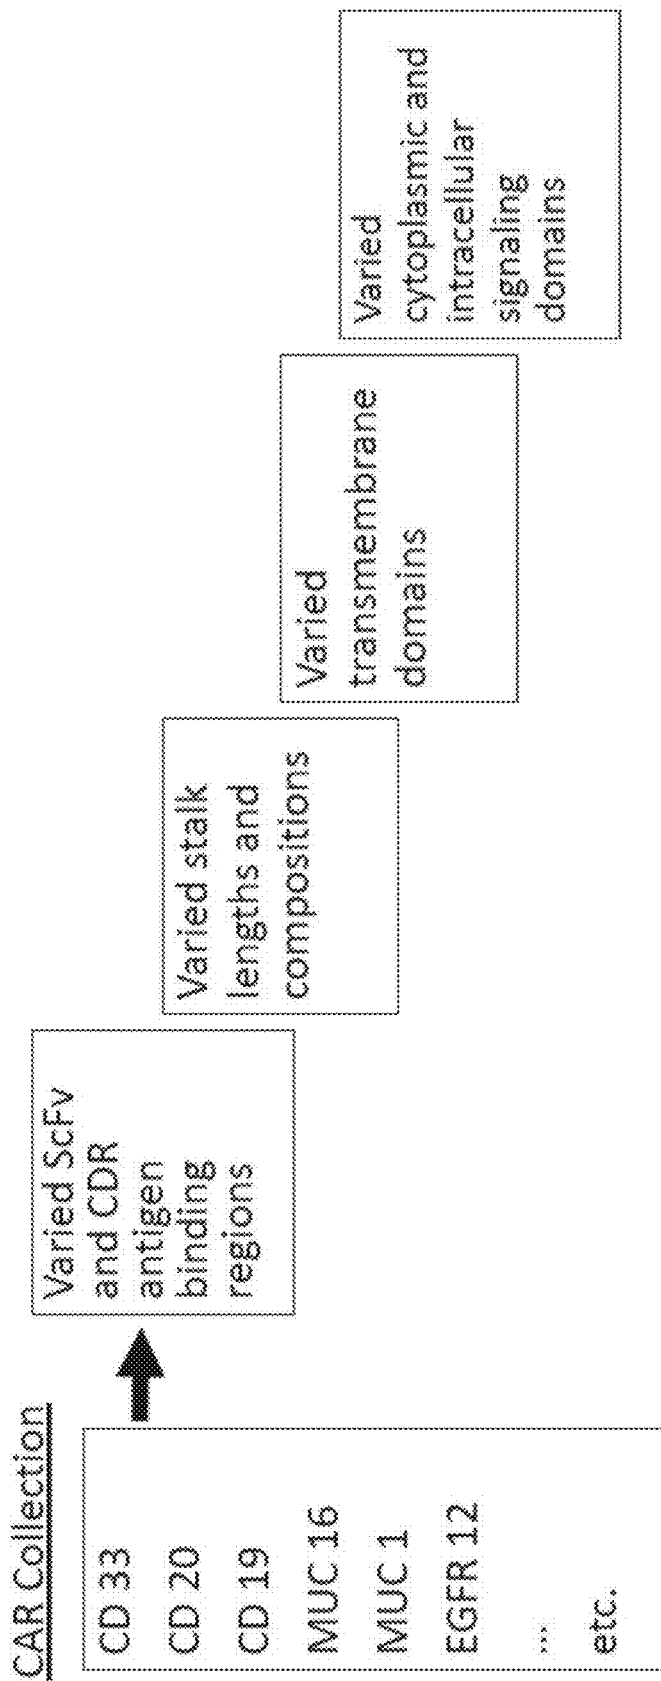 CAR Collection
CD 33
CD 20
CD 19
MUC 16
MUC 1
EGFR 12
...
etc.
Varied ScFv
and CDR
antigen
binding
regions
Varied stalk
lengths and
compositions
Varied
transmembrane
domains
Varied
cytoplasmic and
intracellular
signaling
domains